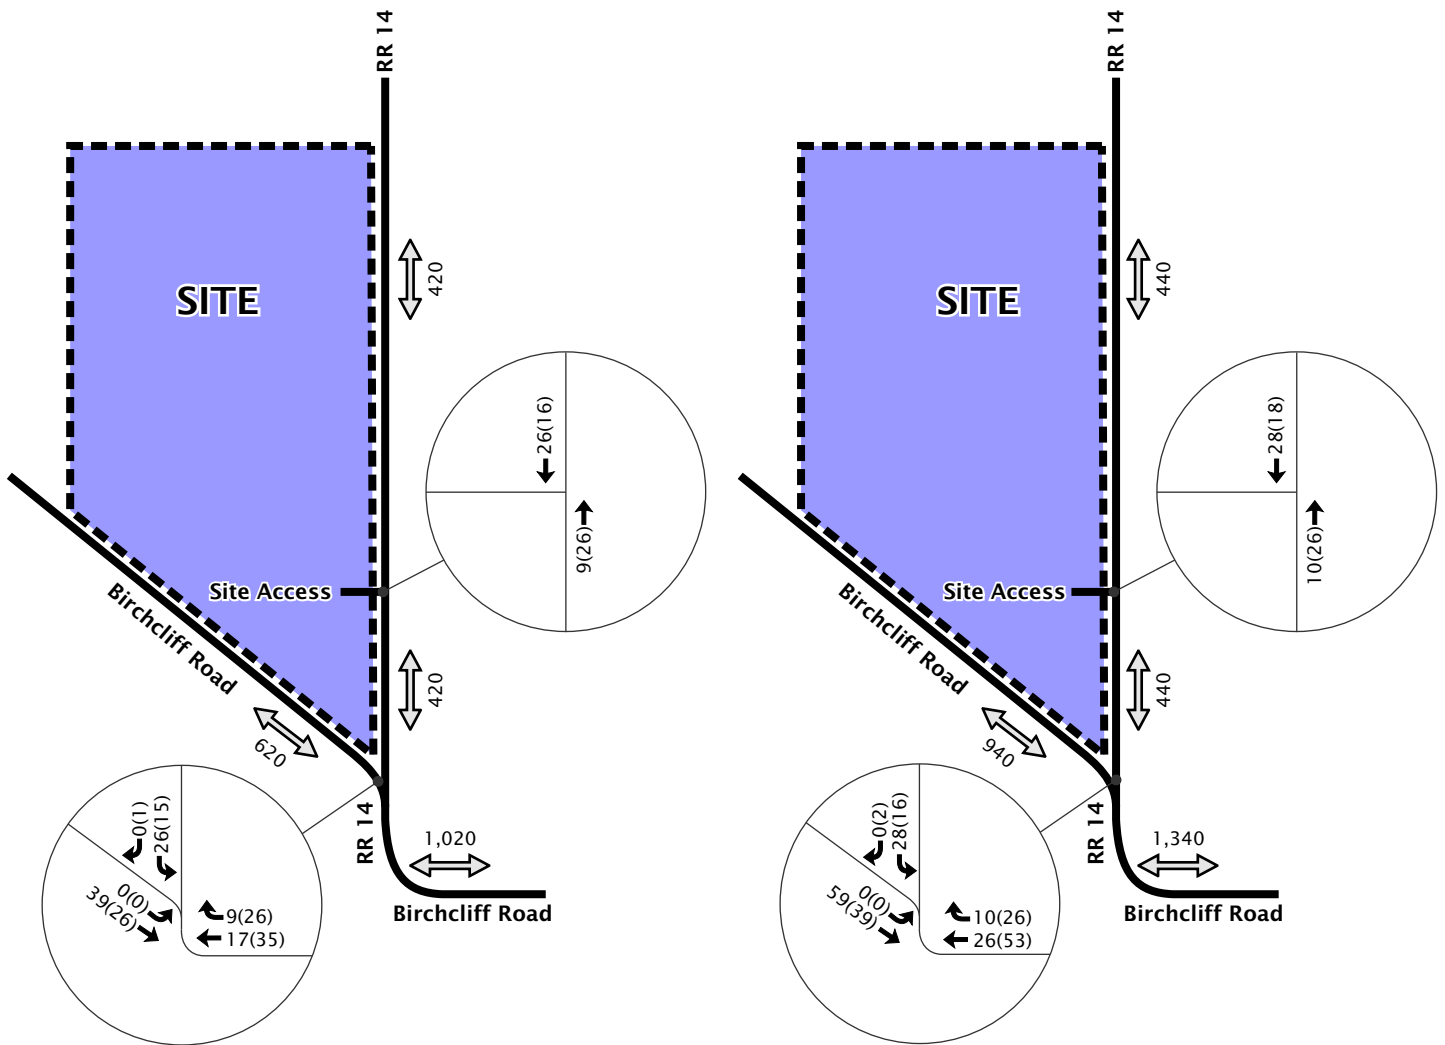 RR 14
SITE
420
26(16)
9(26)
Site Access
Birchcliff Road
420
620
0(1)
26(15)
0(0)
39(26)
9(26)
17(35)
RR 14
1,020
Birchcliff Road
RR 14
SITE
440
28(18)
10(26)
Site Access
Birchcliff Road
440
940
0(2)
28(16)
0(0)
59(39)
10(26)
26(53)
RR 14
1,340
Birchcliff Road